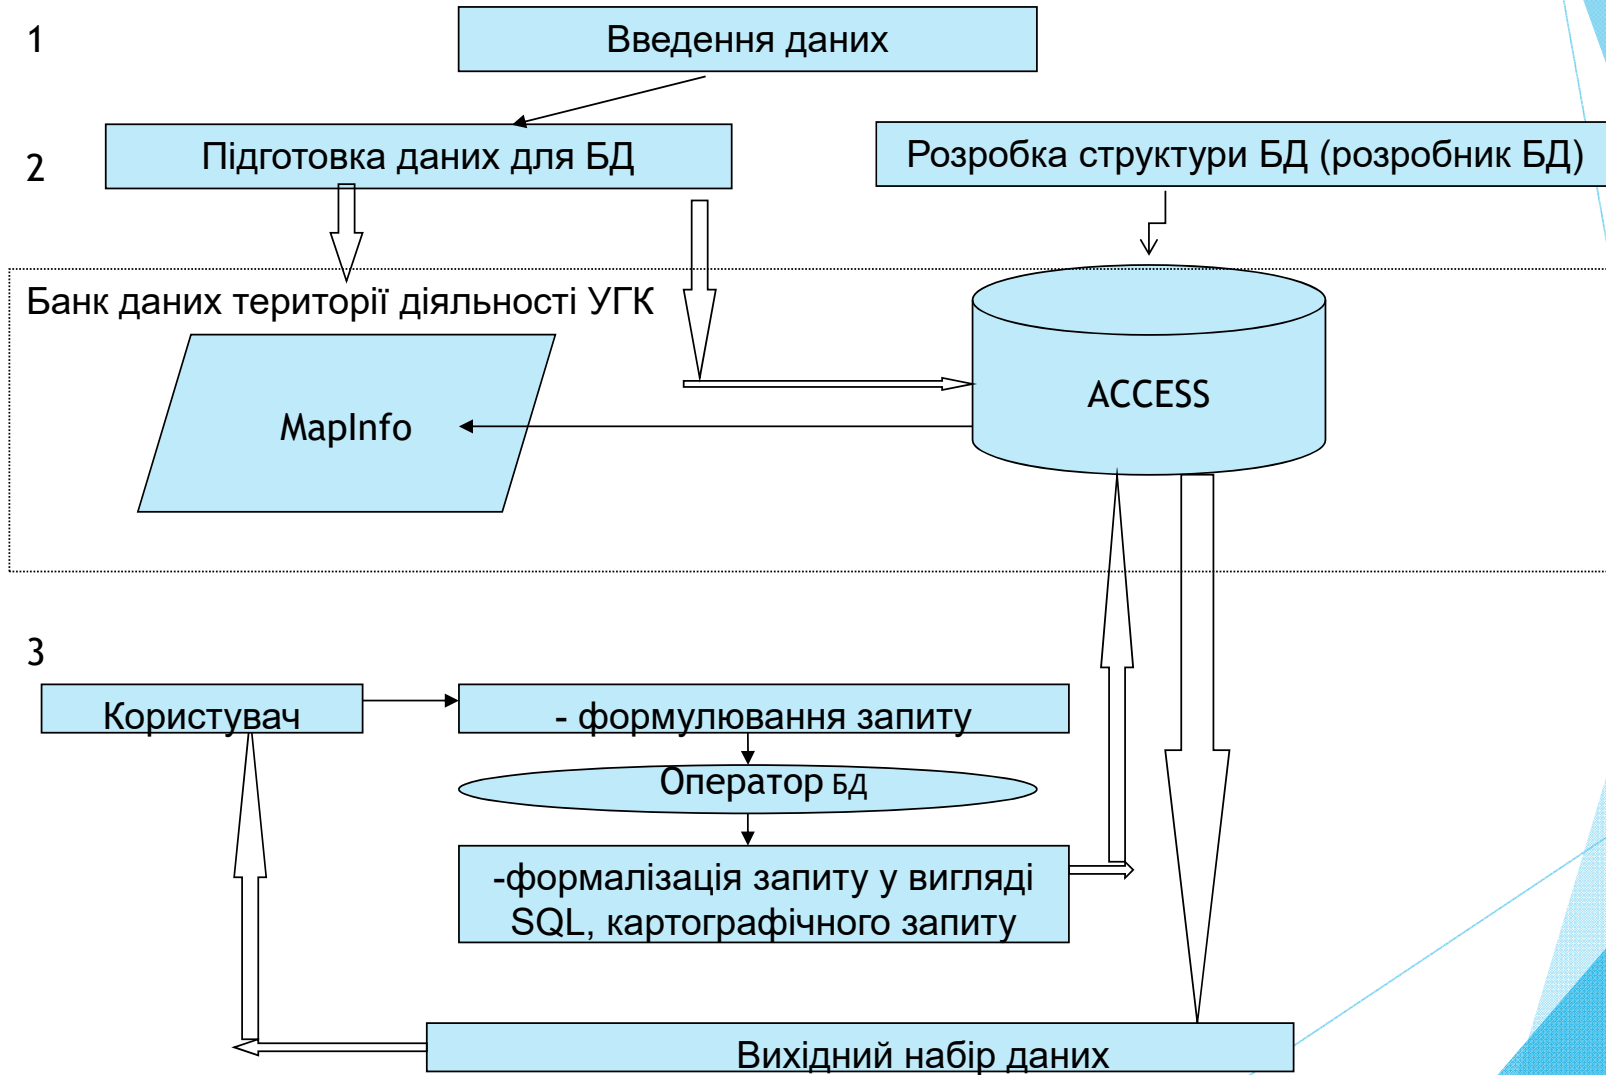 1
Введення даних
2
Підготовка даних для БД
Розробка структури БД (розробник БД)
Банк даних території діяльності УГК
MapInfo
ACCESS
3
Користувач
- формулювання запиту
Оператор БД
-формалізація запиту у вигляді
SQL, картографічного запиту
Вихідний набір даних